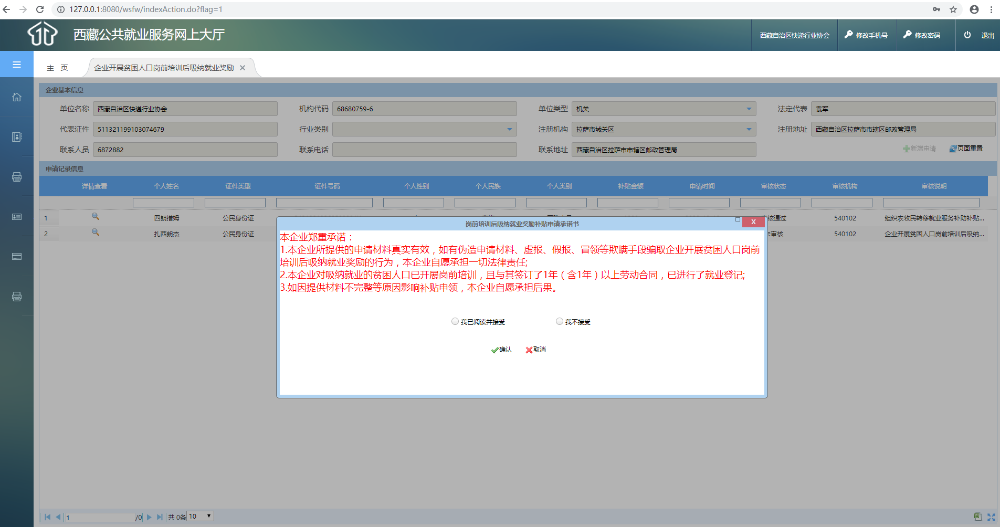 127.0.0.1:8080/wsfw/indexAction.do?flag=1
西藏公共就业服务网上大厅
西藏自治区快递行业协会
修改手机号
修改密码
退出
主 页
企业开展贫困人口岗前培训后吸纳就业奖励
企业基本信息
单位名称 西藏自治区快递行业协会 机构代码 68680759-6 单位类型 机关 法定代表 袁军
代表证件 511321199103074679 行业类别 注册机构 拉萨市城关区 注册地址 西藏自治区拉萨市市辖区邮政管理局
联系人员 6872882 联系电话 联系地址 西藏自治区拉萨市市辖区邮政管理局 新增申请 页面重置
申请记录信息
详情查看 个人姓名 证件类型 证件号码 个人性别 个人民族 个人类别 补贴金额 申请时间 审核状态 审核机构 审核说明
1 四朗措姆 公民身份证 核通过 540102 组织农牧民转移就业服务补助补贴...
2 扎西朗杰 公民身份证 审核 540102 企业开展贫困人口岗前培训后吸纳...
岗前培训后吸纳就业奖励补贴申请承诺书
X
本企业郑重承诺：
1.本企业所提供的申请材料真实有效，如有伪造申请材料、虚报、假报、冒领等欺瞒手段骗取企业开展贫困人口岗前
培训后吸纳就业奖励的行为，本企业自愿承担一切法律责任;
2.本企业对吸纳就业的贫困人口已开展岗前培训，且与其签订了1年（含1年）以上劳动合同，已进行了就业登记;
3.如因提供材料不完整等原因影响补贴申领，本企业自愿承担后果。
我已阅读并接受 我不接受
确认 取消
1 /0 共 0条 10